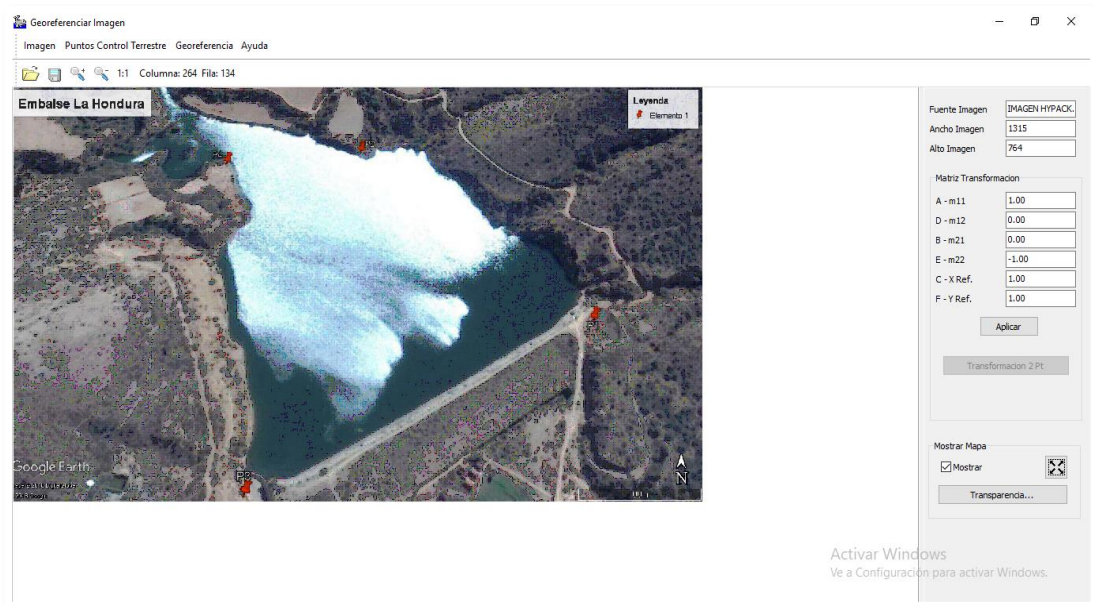 Georeferenciar Imagen
Imagen Puntos Control Terrestre Georeferencia Ayuda
1:1 Columna: 264 Fila: 134
Embalse La Hondura
Leyenda
Elemento 1
P3
Google Earth
N
Fuente Imagen IMAGEN HYPACK.
Ancho Imagen 1315
Alto Imagen 764
Matriz Transformacion
A - m11 1.00
D - m12 0.00
B - m21 0.00
E - m22 -1.00
C - X Ref. 1.00
F - Y Ref. 1.00
Aplicar
Transformacion 2 Pt
Mostrar Mapa
Mostrar
Transparencia...
Activar Windows
Ve a Configuración para activar Windows.